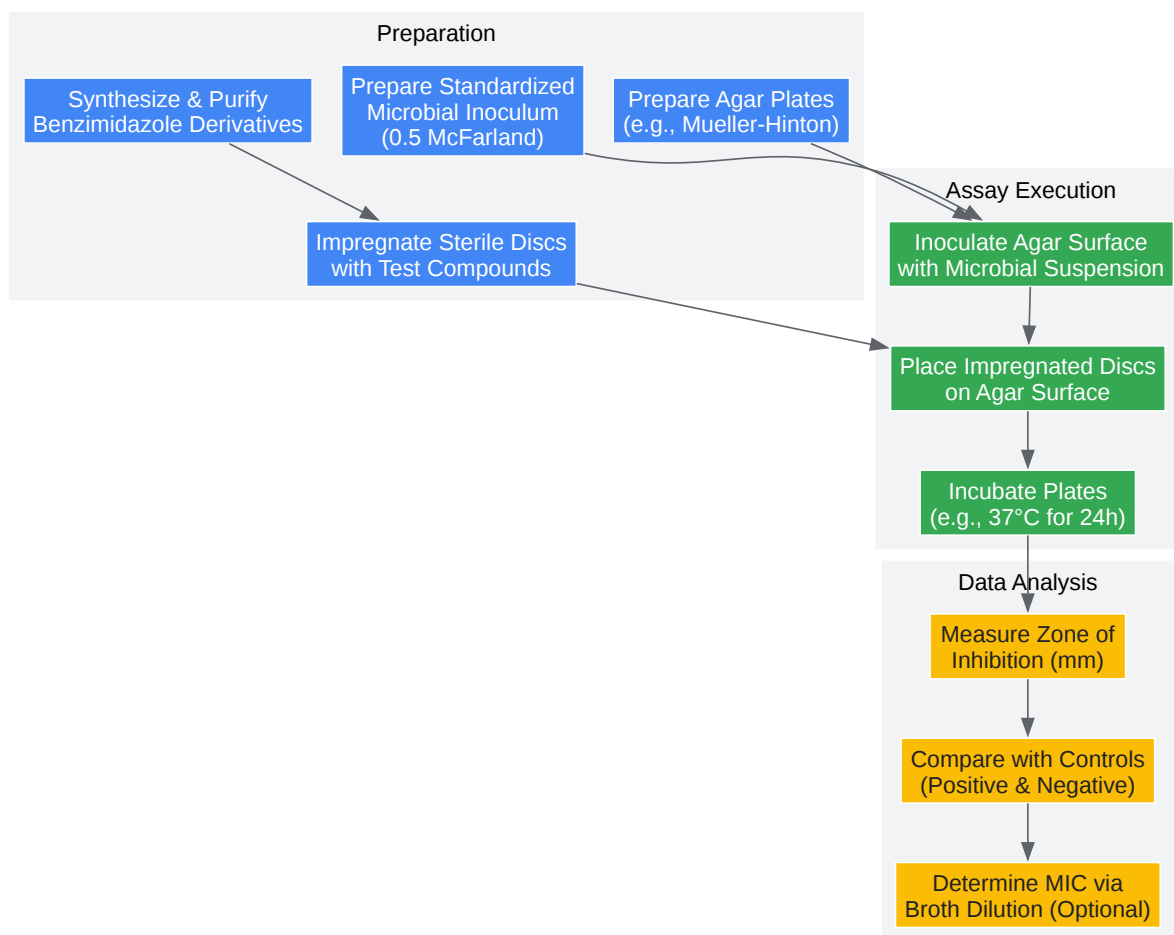 Preparation
Synthesize & Purify
Benzimidazole Derivatives
Prepare Standardized
Microbial Inoculum
(0.5 McFarland)
Prepare Agar Plates
(e.g., Mueller-Hinton)
Impregnate Sterile Discs
with Test Compounds
Assay Execution
Inoculate Agar Surface
with Microbial Suspension
Place Impregnated Discs
on Agar Surface
Incubate Plates
(e.g., 37°C for 24h)
Data Analysis
Measure Zone of
Inhibition (mm)
Compare with Controls
(Positive & Negative)
Determine MIC via
Broth Dilution (Optional)